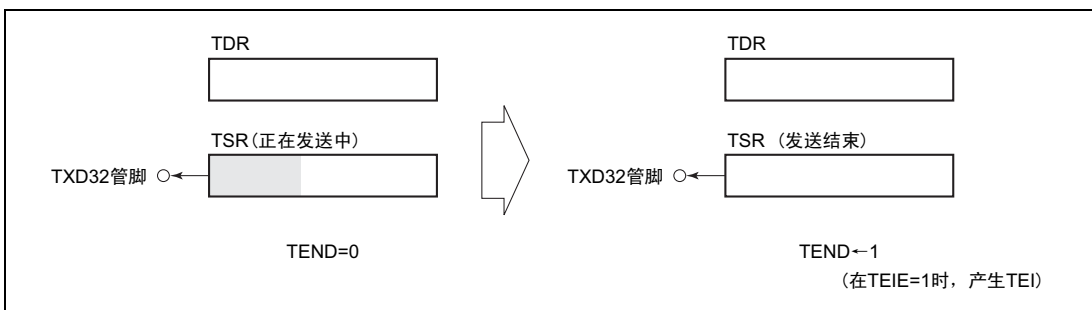 TDR
TSR(正在发送中)
TXD32管脚
TEND=0
TDR
TSR (发送结束)
TXD32管脚
TEND←1
(在TEIE=1时，产生TEI)